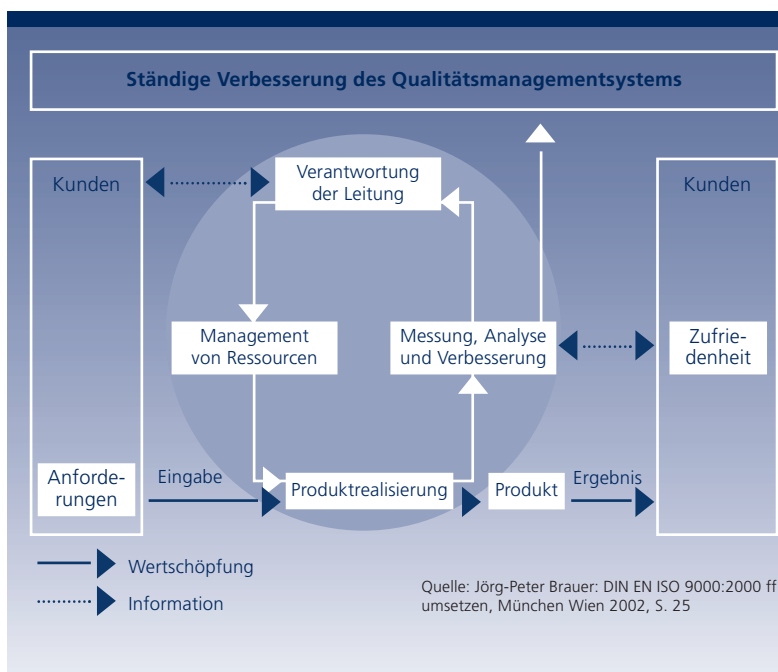 Ständige Verbesserung des Qualitätsmanagementsystems
Kunden
Verantwortung
der Leitung
Kunden
Management
von Ressourcen
Messung, Analyse
und Verbesserung
Zufrie-
denheit
Anforde-
rungen
Eingabe
Produktrealisierung
Produkt
Ergebnis
Wertschöpfung
Information
Quelle: Jörg-Peter Brauer: DIN EN ISO 9000:2000 ff
umsetzen, München Wien 2002, S. 25